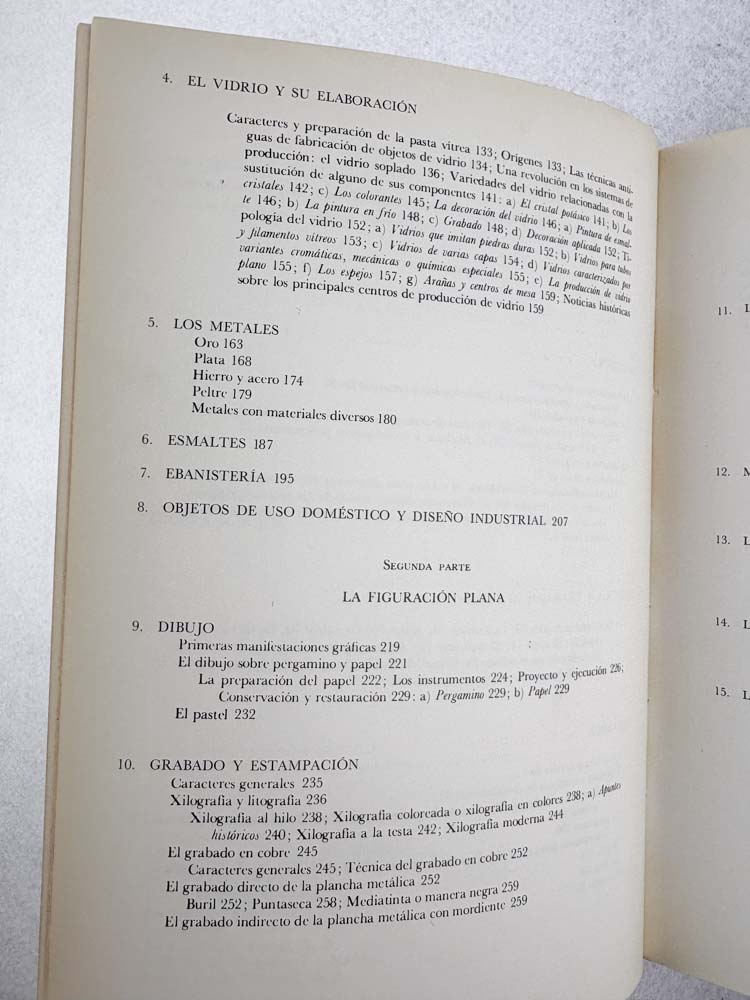 4. EL VIDRIO Y SU ELABORACIÓN
Caracteres y preparación de la pasta vítrea 133; Orígenes 133; Las técnicas anti-
guas de fabricación de objetos de vidrio 134; Una revolución en los sistemas de
producción: el vidrio soplado 136; Variedades del vidrio relacionadas con la
sustitución de alguno de sus componentes 141: a) El cristal potásico 141; b) Los
cristales 142; c) Los colorantes 145; La decoración del vidrio 146; a) Pintura de esmal-
te 146; b) La pintura en frío 148; c) Grabado 148; d) Decoración aplicada 152; Ti-
pología del vidrio 152; a) Vidrios que imitan piedras duras 152; b) Vidrios para tubos
y filamentos vítreos 153; c) Vidrios de varias capas 154; d) Vidrios caracterizados por
variantes cromáticas, mecánicas o químicas especiales 155; e) La producción de vidrio
plano 155; f) Los espejos 157; g) Arañas y centros de mesa 159; Noticias históricas
sobre los principales centros de producción de vidrio 159
5. LOS METALES
Oro 163
Plata 168
Hierro y acero 174
Peltre 179
Metales con materiales diversos 180
6. ESMALTES 187
7. EBANISTERÍA 195
8. OBJETOS DE USO DOMÉSTICO Y DISEÑO INDUSTRIAL 207
SEGUNDA PARTE
LA FIGURACIÓN PLANA
9. DIBUJO
Primeras manifestaciones gráficas 219
El dibujo sobre pergamino y papel 221
La preparación del papel 222; Los instrumentos 224; Proyecto y ejecución 226;
Conservación y restauración 229: a) Pergamino 229; b) Papel 229
El pastel 232
10. GRABADO Y ESTAMPACIÓN
Caracteres generales 235
Xilografía y litografía 236
Xilografía al hilo 238; Xilografía coloreada o xilografía en colores 238; a) Apuntes
históricos 240; Xilografía a la testa 242; Xilografía moderna 244
El grabado en cobre 245
Caracteres generales 245; Técnica del grabado en cobre 252
El grabado directo de la plancha metálica 252
Buril 252; Puntaseca 258; Mediatinta o manera negra 259
El grabado indirecto de la plancha metálica con mordiente 259
11. L
12.
13. L
14. L
15. L